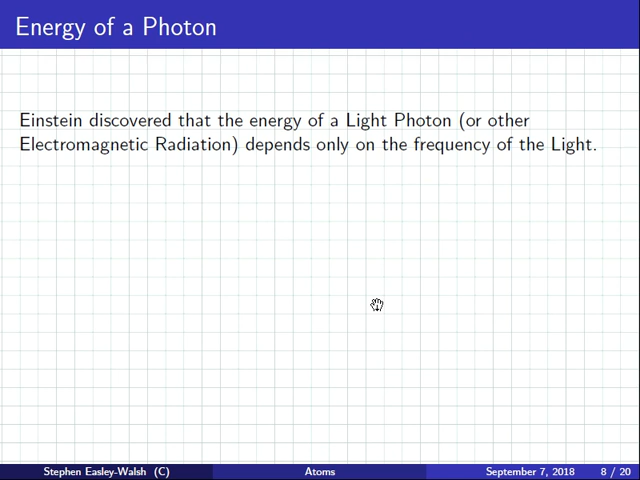 Energy of a Photon
Einstein discovered that the energy of a Light Photon (or other
Electromagnetic Radiation) depends only on the frequency of the Light.
Stephen Easley-Walsh (C) Atoms September 7, 2018 8 / 20